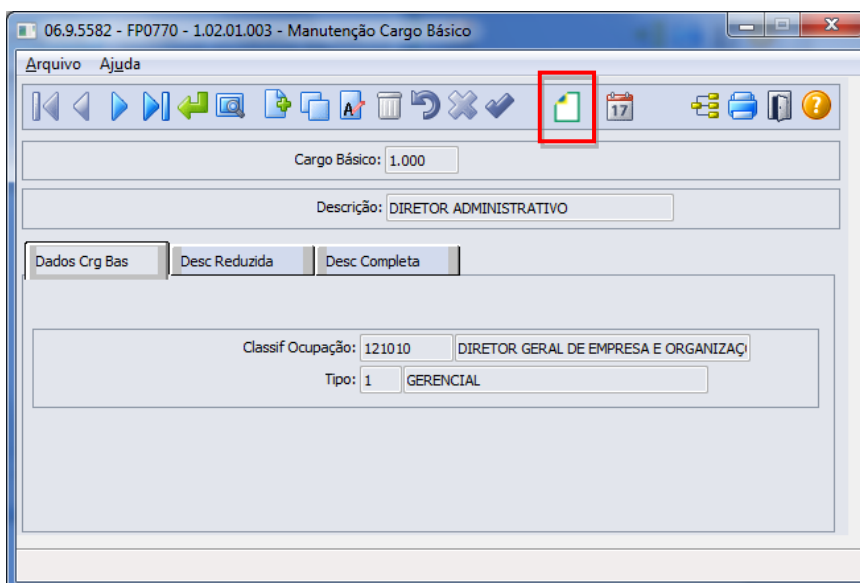 06.9.5582 - FP0770 - 1.02.01.003 - Manutenção Cargo Básico
Arquivo Ajuda
17
Cargo Básico: 1.000
Descrição: DIRETOR ADMINISTRATIVO
Dados Crg Bas Desc Reduzida Desc Completa
Classif Ocupação: 121010 DIRETOR GERAL DE EMPRESA E ORGANIZAÇ
Tipo: 1 GERENCIAL